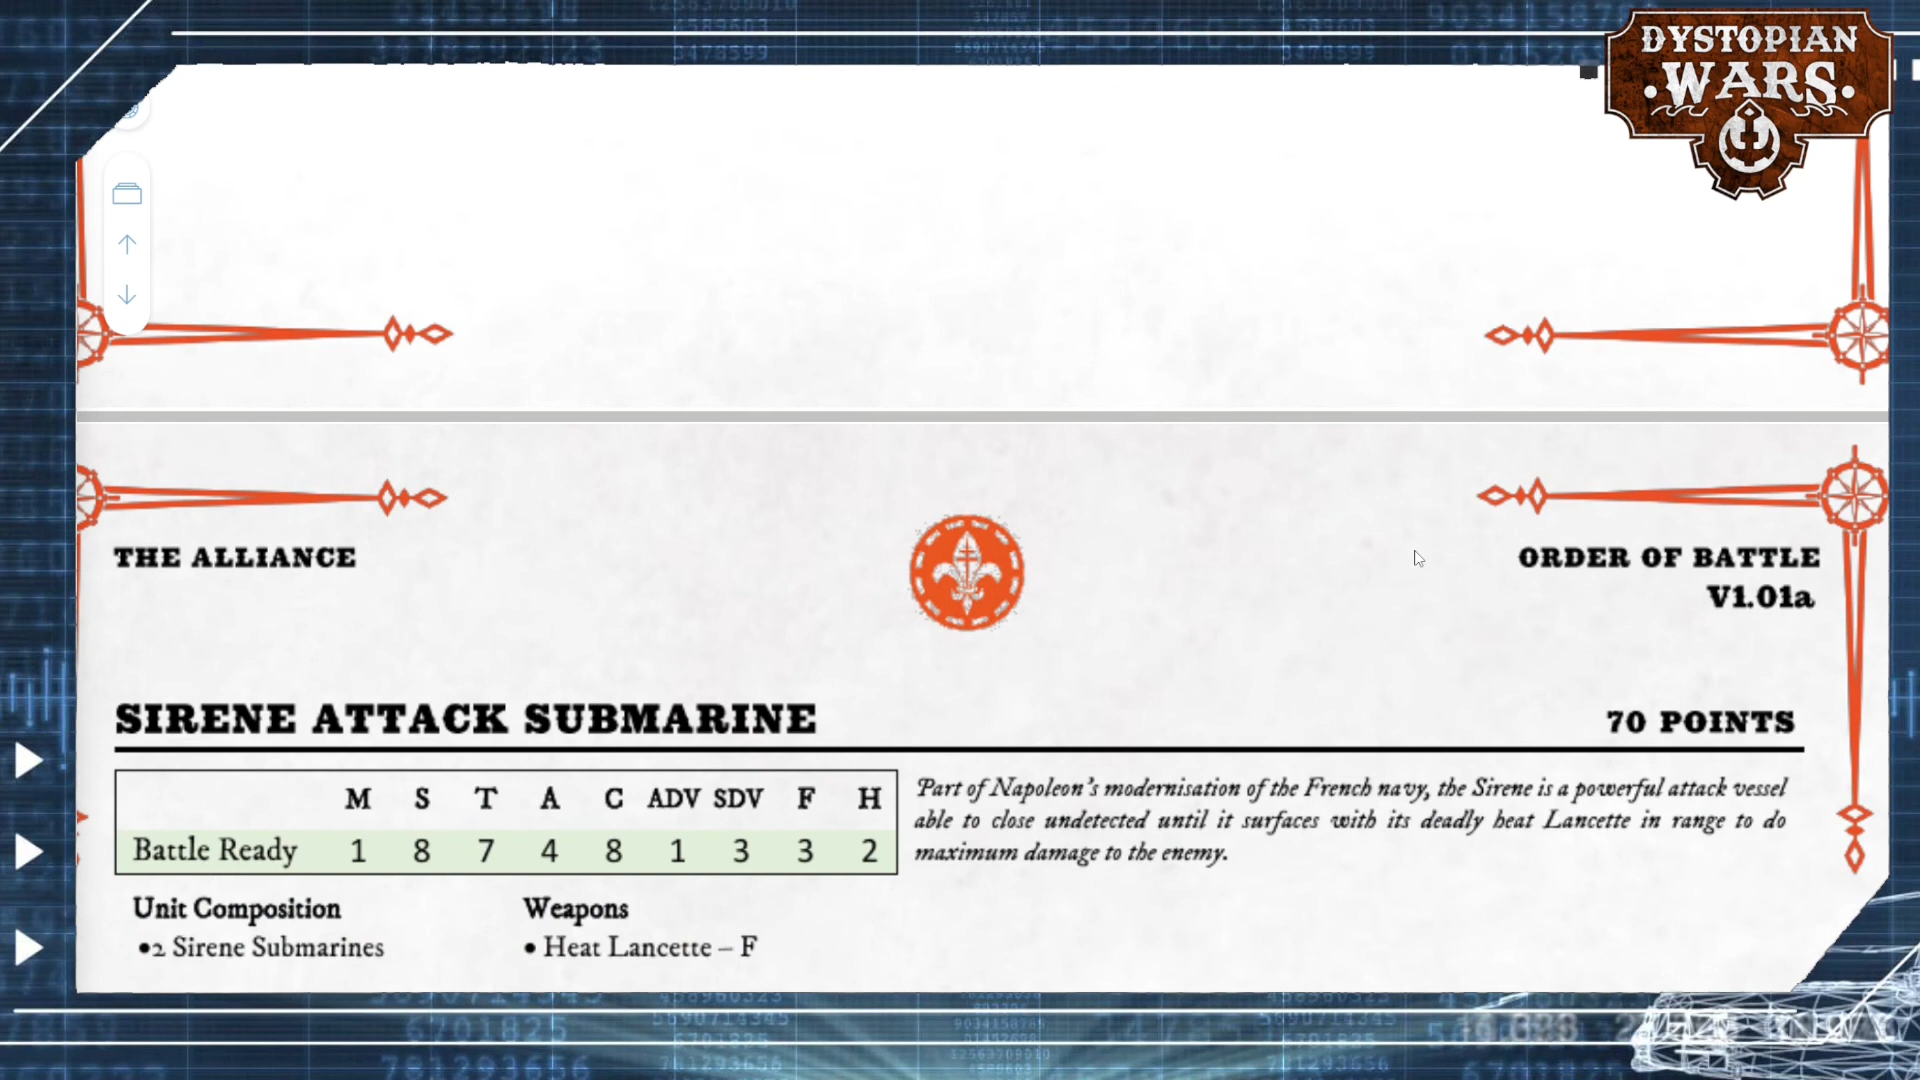 DYSTOPIAN
WARS
THE ALLIANCE
ORDER OF BATTLE
V1.01a
SIRENE ATTACK SUBMARINE
70 POINTS
M S T A C ADV SDV F H
Battle Ready 1 8 7 4 8 1 3 3 2
Part of Napoleon's modernisation of the French navy, the Sirene is a powerful attack vessel
able to close undetected until it surfaces with its deadly heat Lancette in range to do
maximum damage to the enemy.
Unit Composition
•2 Sirene Submarines
Weapons
• Heat Lancette – F
6701825
781293656